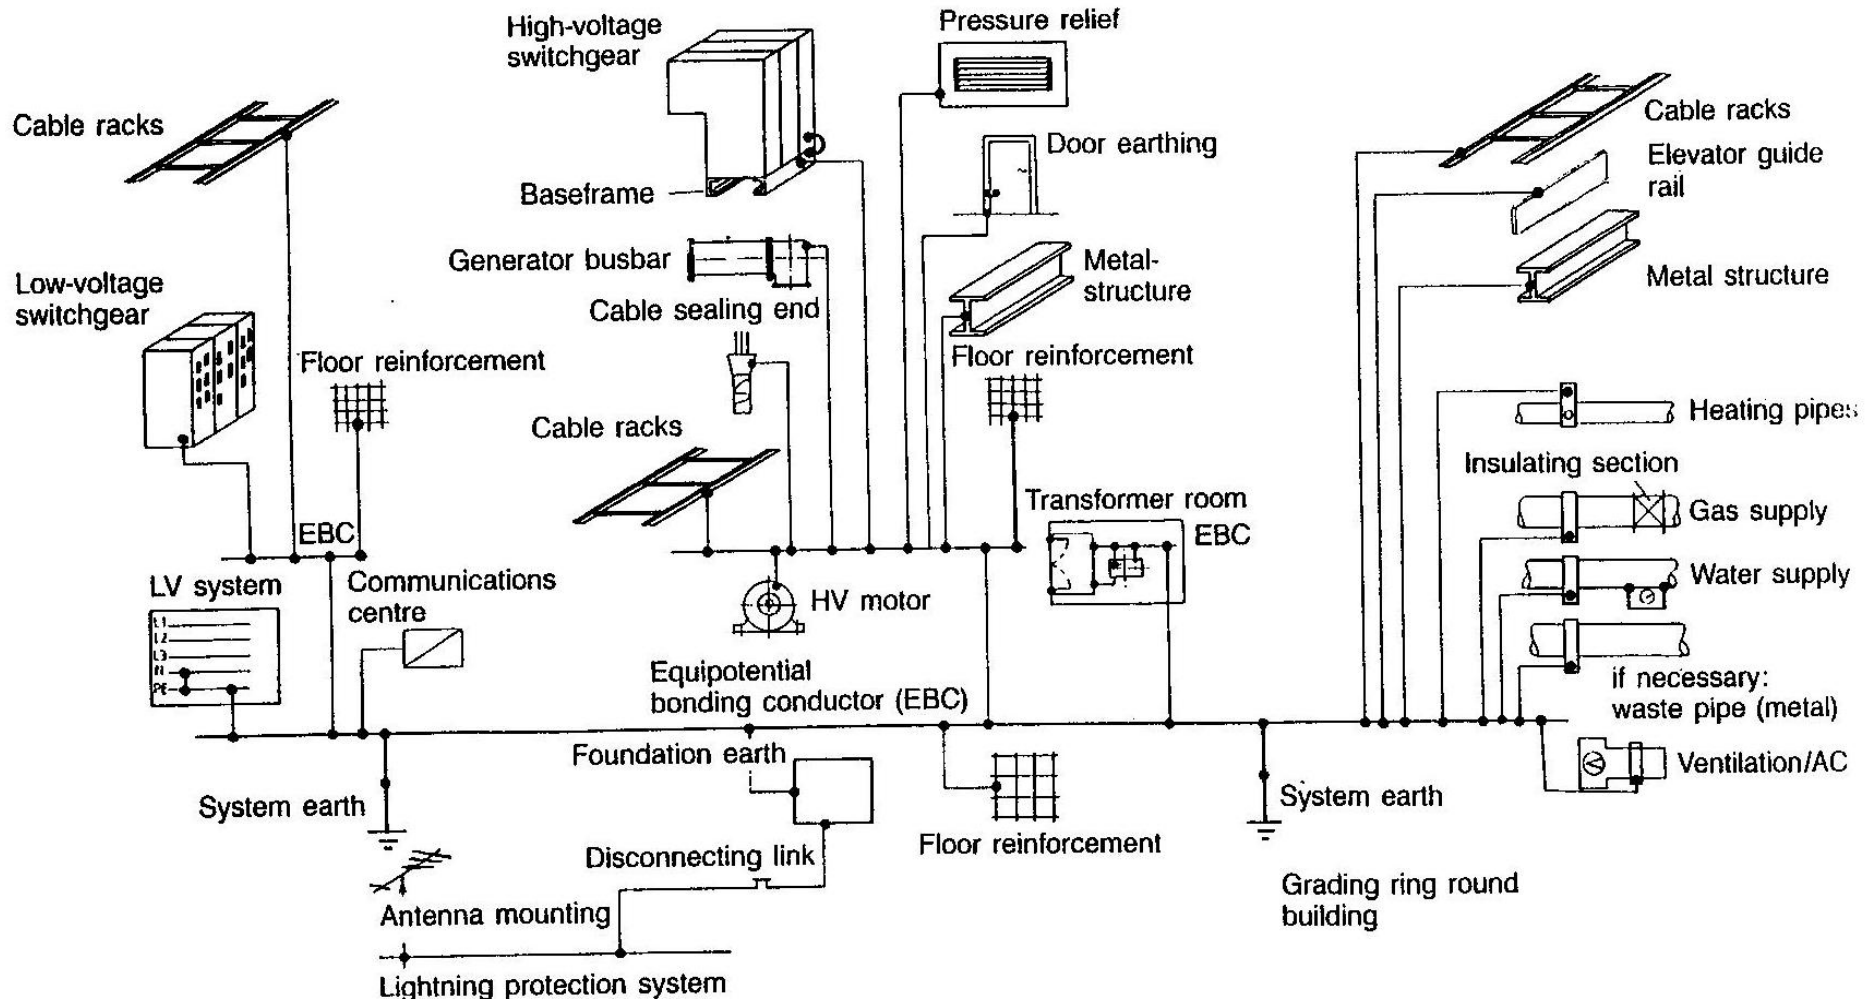 High-voltage
switchgear
Pressure relief
Cable racks
Cable racks
Door earthing
Elevator guide
rail
Baseframe
Generator busbar
Metal-
structure
Metal structure
Low-voltage
switchgear
Cable sealing end
Floor reinforcement
Floor reinforcement
Heating pipes
Cable racks
Insulating section
Transformer room
EBC
Gas supply
EBC
LV system
Communications
centre
HV motor
Water supply
L1
L2
L3
N
PE
Equipotential
bonding conductor (EBC)
if necessary:
waste pipe (metal)
Foundation earth
Ventilation/AC
System earth
System earth
Floor reinforcement
Disconnecting link
Grading ring round
building
Antenna mounting
Lightning protection system